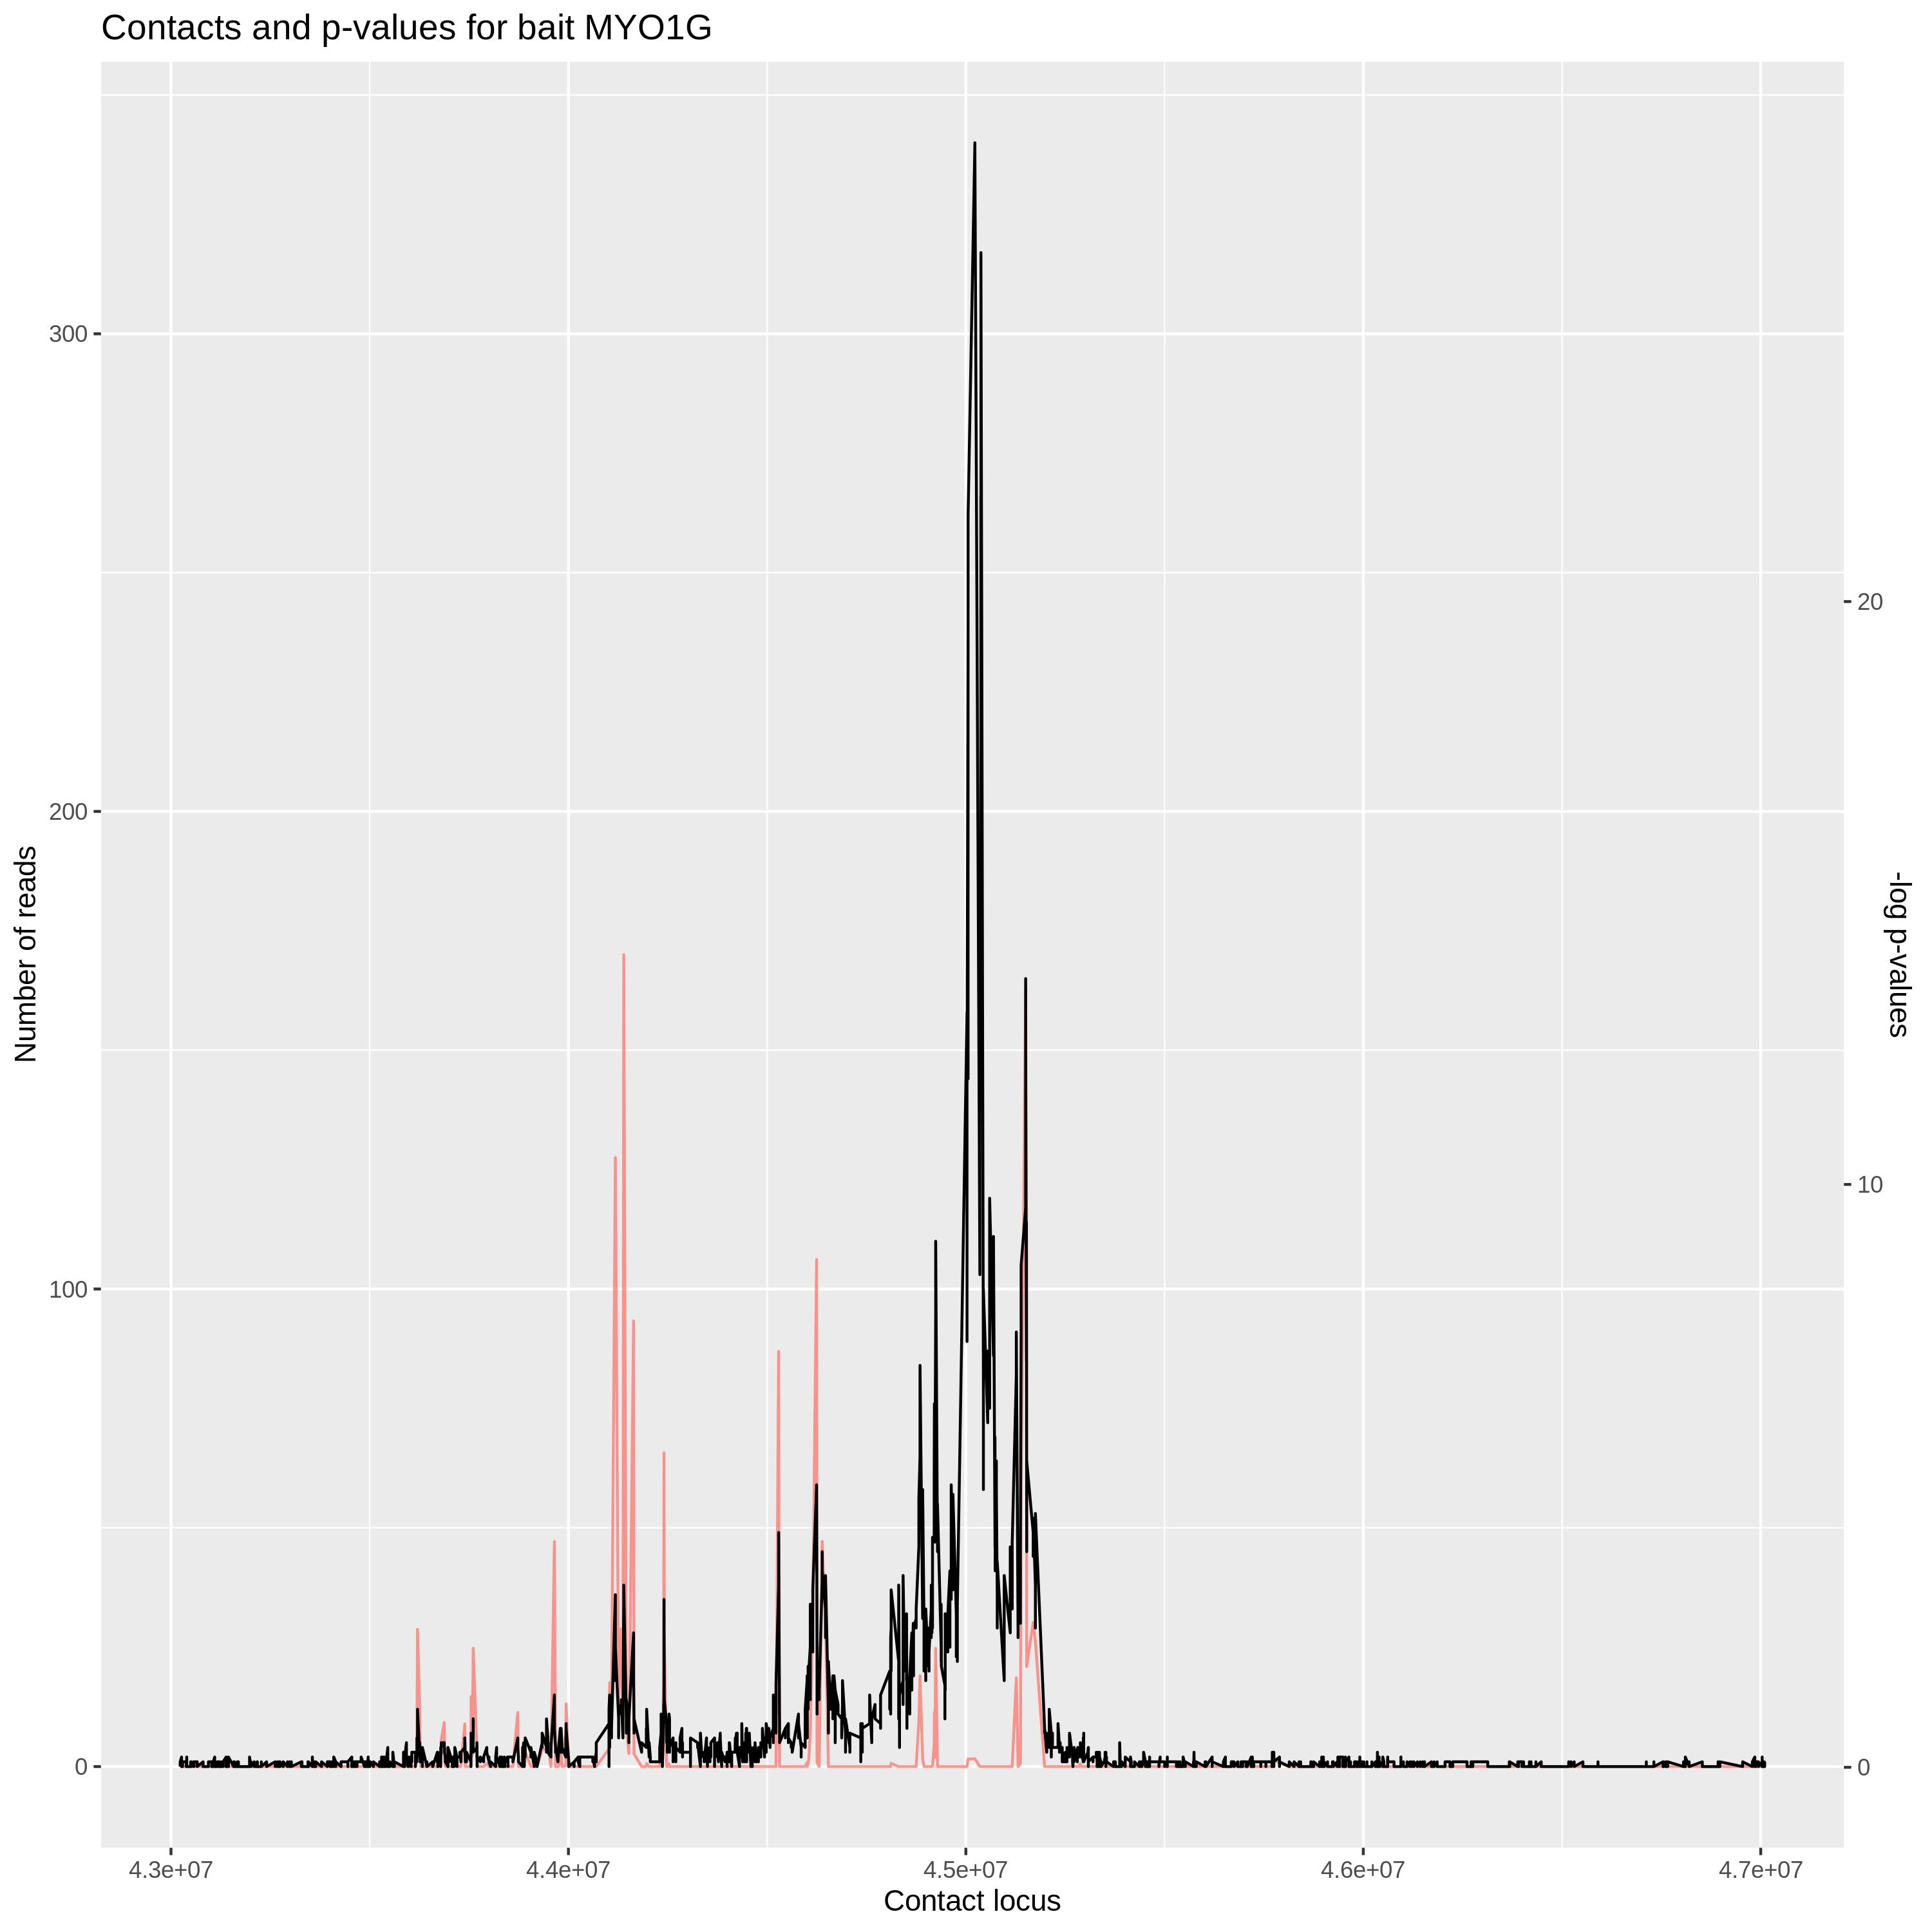 Contacts and p-values for bait MYO1G
Number of reads
300
200
100
0
20
10
0
-log p-values
4.3e+07
4.4e+07
4.5e+07
4.6e+07
4.7e+07
Contact locus